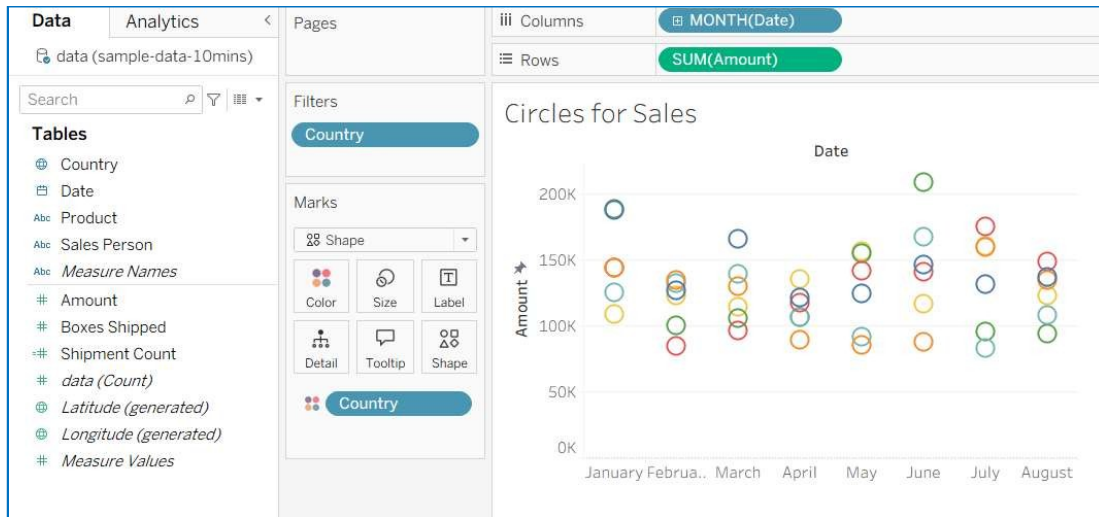 Data
Analytics
data (sample-data-10mins)
Search
Tables
Country
Date
Abc Product
Abc Sales Person
Abc Measure Names
# Amount
# Boxes Shipped
=# Shipment Count
# data (Count)
Latitude (generated)
Longitude (generated)
# Measure Values
Pages
Filters
Country
Marks
Shape
Color Size Label
Detail Tooltip Shape
Country
Columns
MONTH(Date)
Rows
SUM(Amount)
Circles for Sales
Date
Amount
200K
150K
100K
50K
0K
January Februa.. March April May June July August